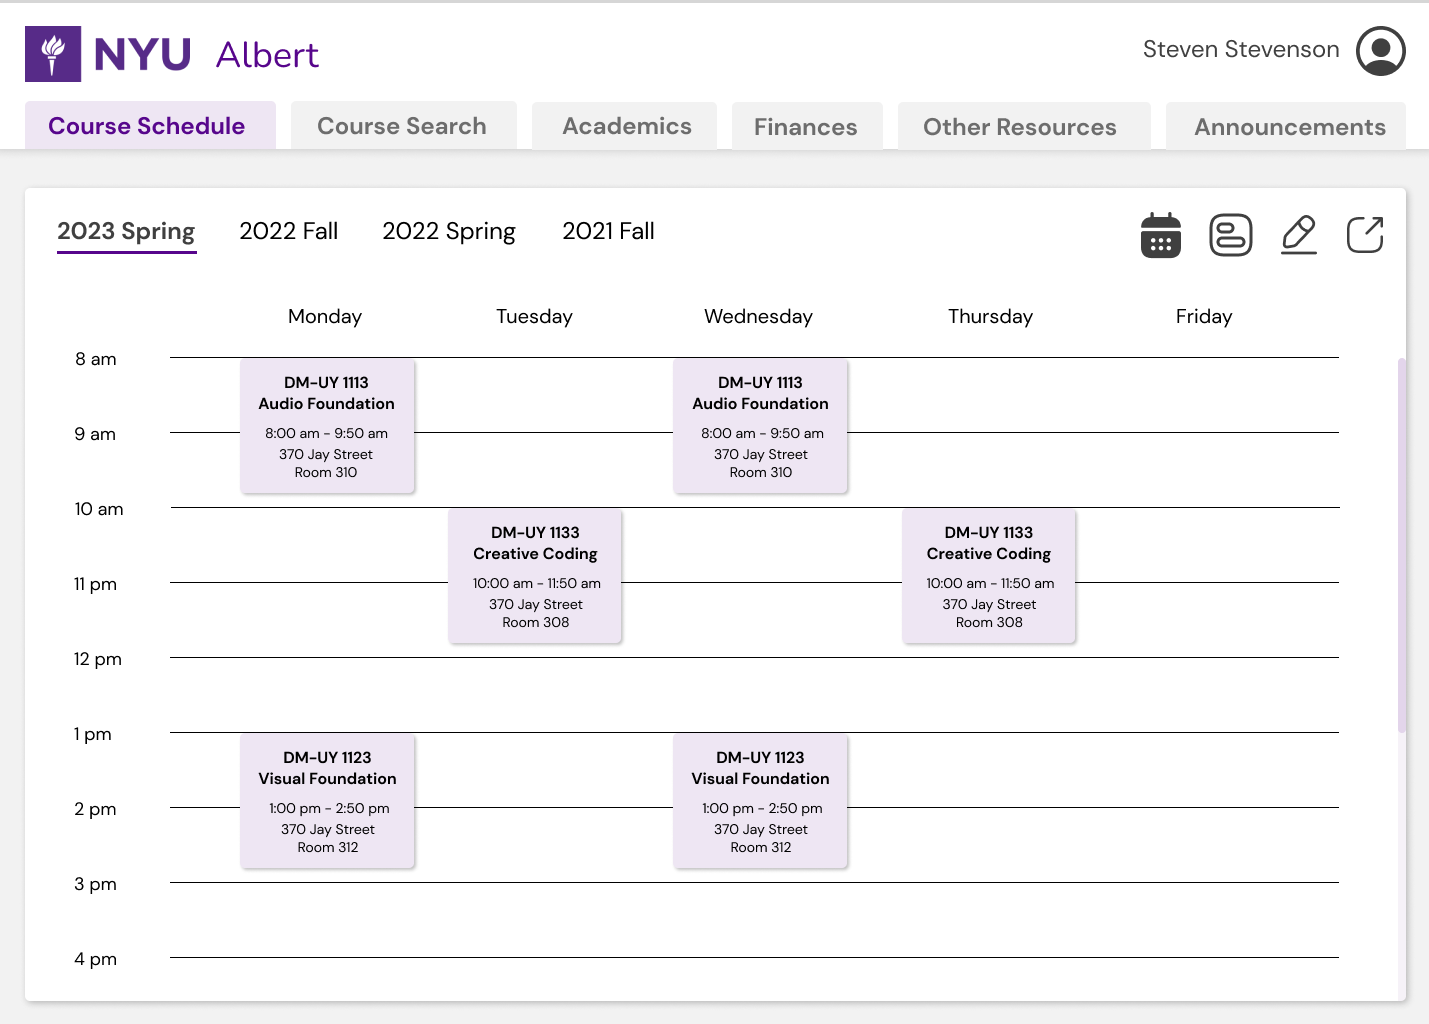 NYU Albert
Steven Stevenson
Course Schedule
Course Search
Academics
Finances
Other Resources
Announcements
2023 Spring
2022 Fall
2022 Spring
2021 Fall
Monday
Tuesday
Wednesday
Thursday
Friday
8 am
DM-UY 1113
Audio Foundation
8:00 am - 9:50 am
370 Jay Street
Room 310
DM-UY 1113
Audio Foundation
8:00 am - 9:50 am
370 Jay Street
Room 310
9 am
10 am
DM-UY 1133
Creative Coding
10:00 am - 11:50 am
370 Jay Street
Room 308
DM-UY 1133
Creative Coding
10:00 am - 11:50 am
370 Jay Street
Room 308
11 pm
12 pm
1 pm
DM-UY 1123
Visual Foundation
1:00 pm - 2:50 pm
370 Jay Street
Room 312
DM-UY 1123
Visual Foundation
1:00 pm - 2:50 pm
370 Jay Street
Room 312
2 pm
3 pm
4 pm